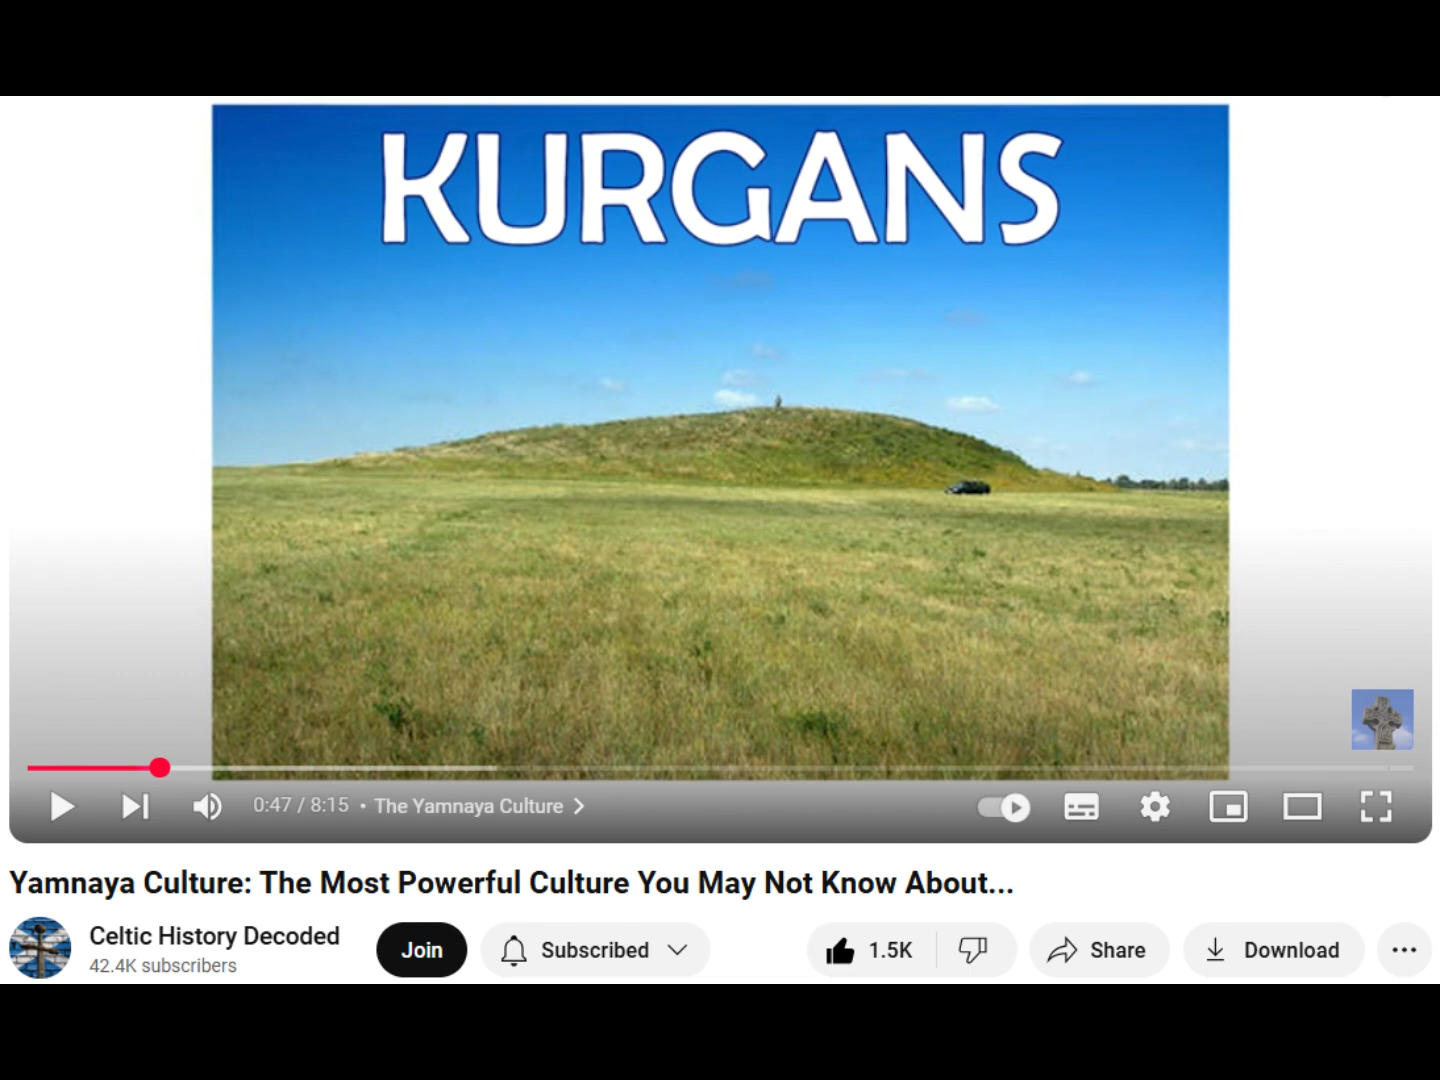 KURGANS
0:47 / 8:15 • The Yamnaya Culture
Yamnaya Culture: The Most Powerful Culture You May Not Know About...
Celtic History Decoded
42.4K subscribers
Join
Subscribed
1.5K
Share
Download